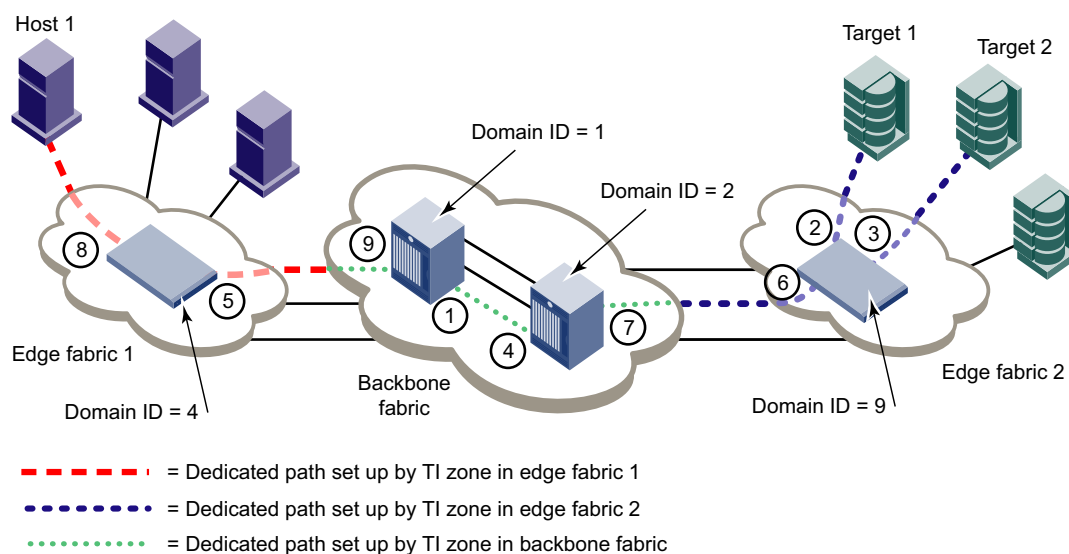 Host 1
Target 1
Target 2
Domain ID = 1
Domain ID = 2
8
9
2
3
5
1
4
7
6
Edge fabric 1
Backbone
fabric
Edge fabric 2
Domain ID = 4
Domain ID = 9
= Dedicated path set up by TI zone in edge fabric 1
= Dedicated path set up by TI zone in edge fabric 2
= Dedicated path set up by TI zone in backbone fabric